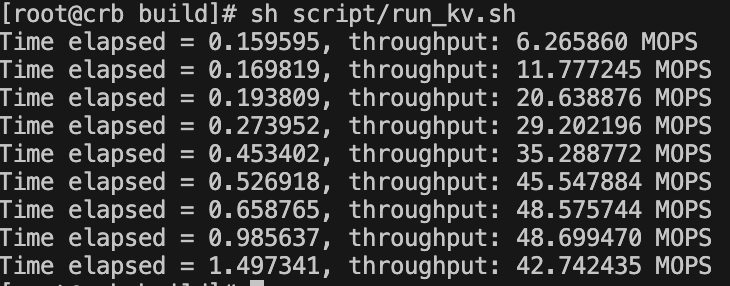 [root@crb build]# sh script/run_kv.sh
Time elapsed = 0.159595, throughput: 6.265860 MOPS
Time elapsed = 0.169819, throughput: 11.777245 MOPS
Time elapsed = 0.193809, throughput: 20.638876 MOPS
Time elapsed = 0.273952, throughput: 29.202196 MOPS
Time elapsed = 0.453402, throughput: 35.288772 MOPS
Time elapsed = 0.526918, throughput: 45.547884 MOPS
Time elapsed = 0.658765, throughput: 48.575744 MOPS
Time elapsed = 0.985637, throughput: 48.699470 MOPS
Time elapsed = 1.497341, throughput: 42.742435 MOPS
[root@crb build]#